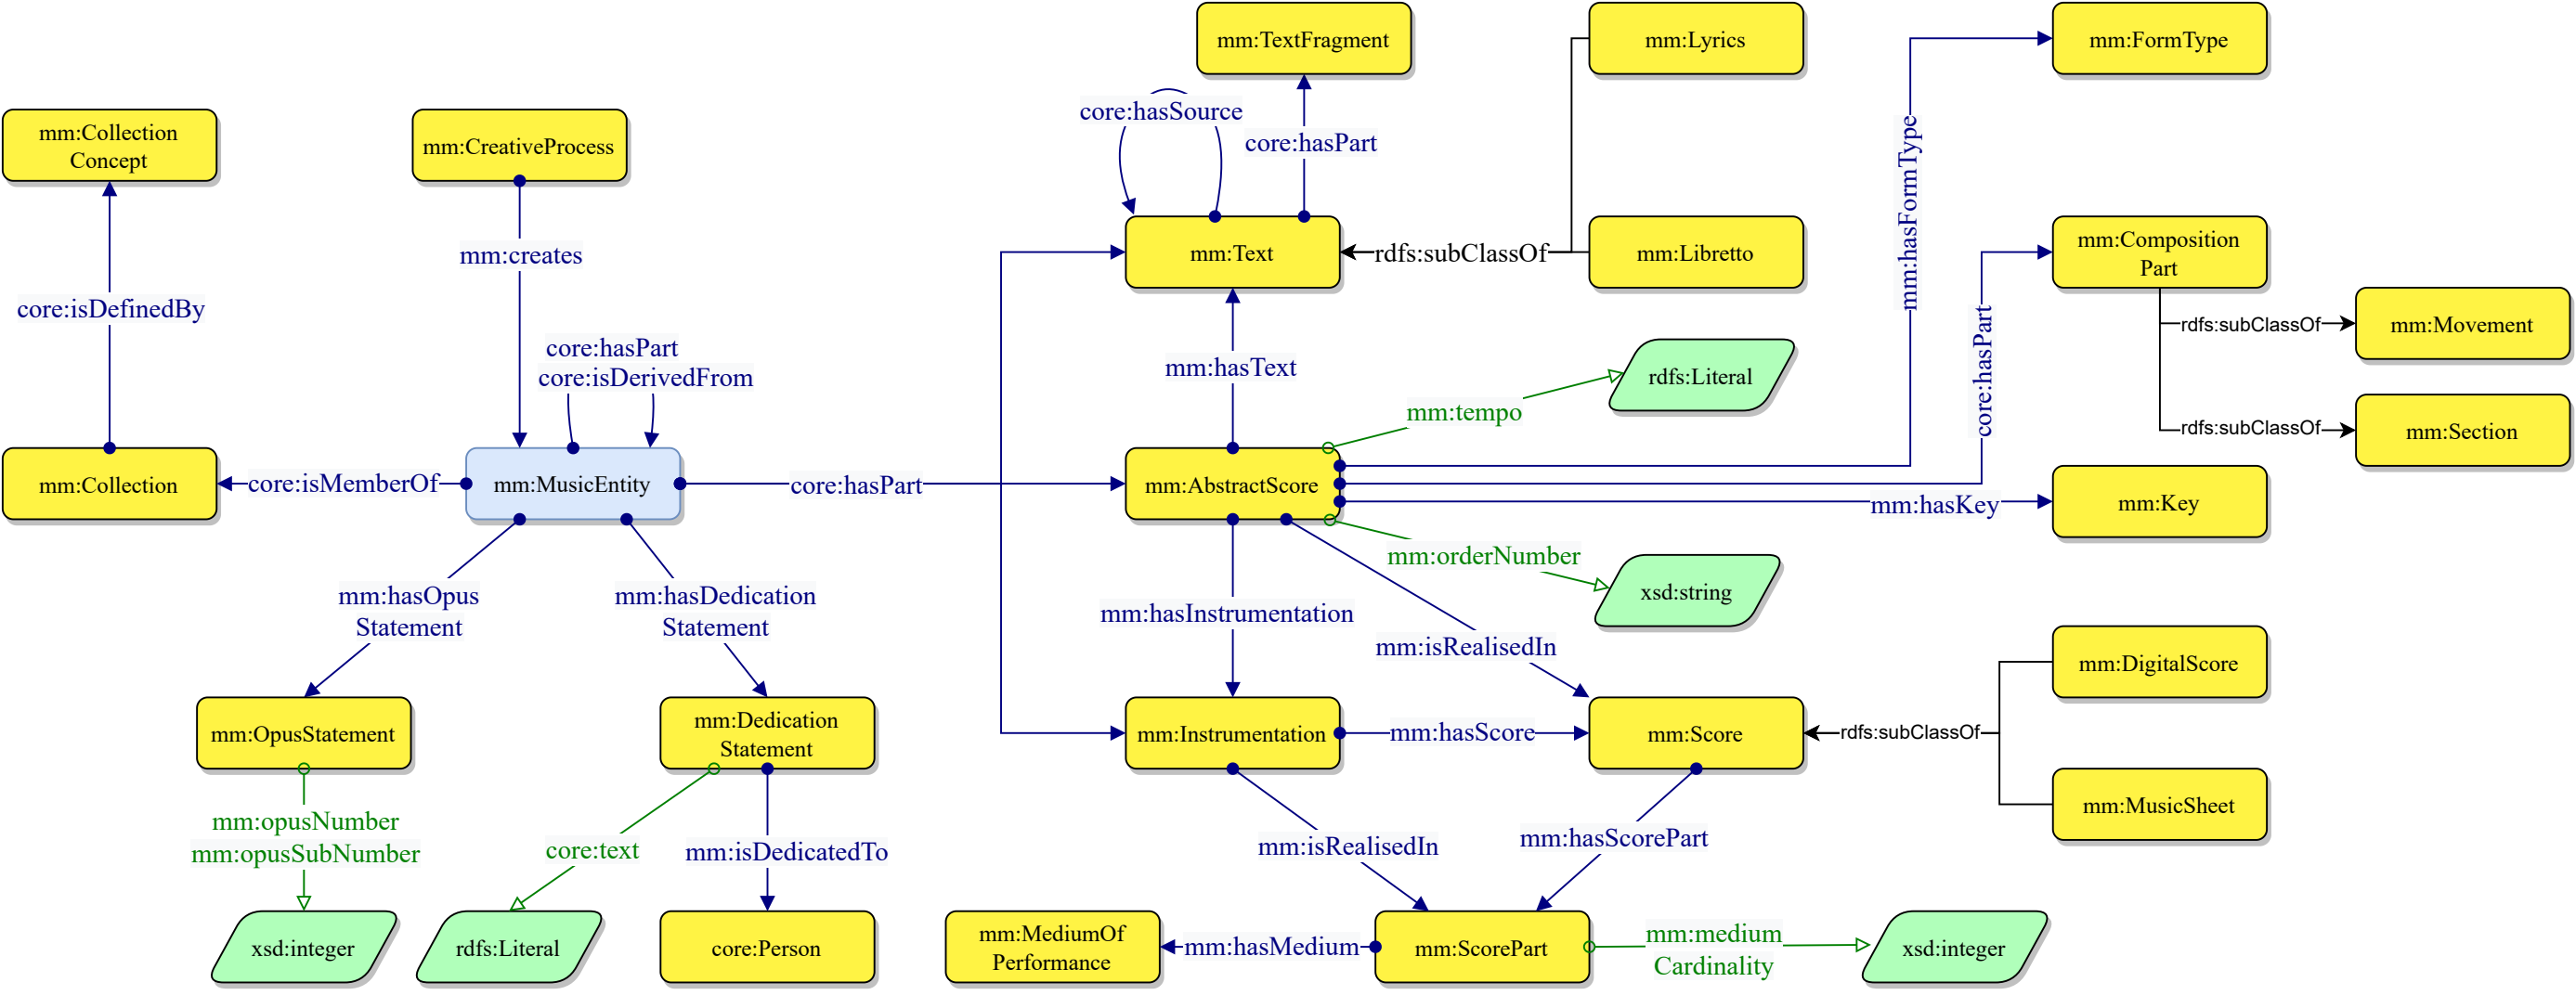 mm:TextFragment
mm:Lyrics
mm:FormType
core:hasSource
core:hasPart
mm:Collection
Concept
mm:CreativeProcess
mm:hasFormType
mm:creates
mm:Text
rdfs:subClassOf
mm:Libretto
mm:Composition
Part
core:isDefinedBy
mm:Movement
rdfs:subClassOf
core:hasPart
core:isDerivedFrom
mm:hasText
rdfs:Literal
core:hasPart
mm:tempo
rdfs:subClassOf
mm:Section
mm:Collection
core:isMemberOf
mm:MusicEntity
core:hasPart
mm:AbstractScore
mm:hasKey
mm:Key
mm:orderNumber
xsd:string
mm:hasOpus
Statement
mm:hasDedication
Statement
mm:hasInstrumentation
mm:isRealisedIn
mm:DigitalScore
mm:OpusStatement
mm:Dedication
Statement
mm:Instrumentation
mm:hasScore
mm:Score
rdfs:subClassOf
mm:MusicSheet
mm:opusNumber
mm:opusSubNumber
core:text
mm:isDedicatedTo
mm:isRealisedIn
mm:hasScorePart
xsd:integer
rdfs:Literal
core:Person
mm:MediumOf
Performance
mm:hasMedium
mm:ScorePart
mm:medium
Cardinality
xsd:integer